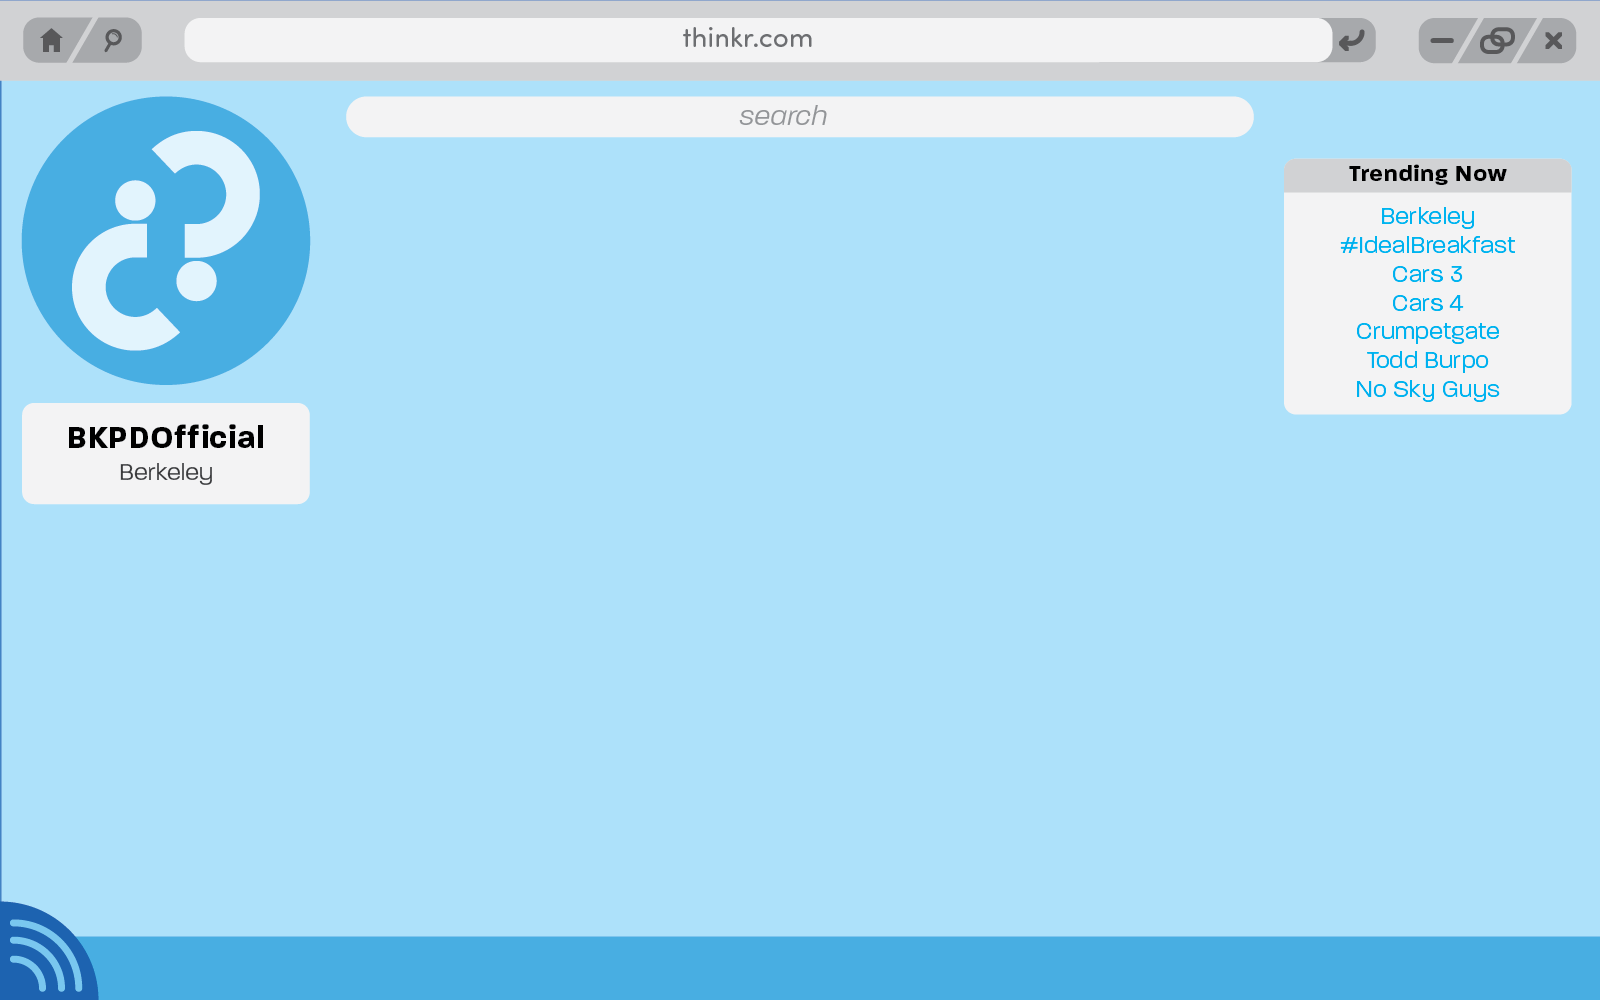 thinkr.com
search
BKPDOfficial
Berkeley
Trending Now
Berkeley
#IdealBreakfast
Cars 3
Cars 4
Crumpetgate
Todd Burpo
No Sky Guys